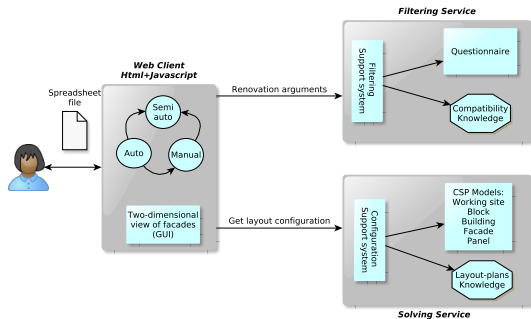 Filtering Service
Web Client
Html+Javascript
Spreadsheet
file
Semi
auto
Auto
Manual
Two-dimensional
view of facades
(GUI)
Renovation arguments
Get layout configuration
Filtering
Support system
Questionnaire
Compatibility
Knowledge
Configuration
Support system
CSP Models:
Working site
Block
Building
Facade
Panel
Layout-plans
Knowledge
Solving Service